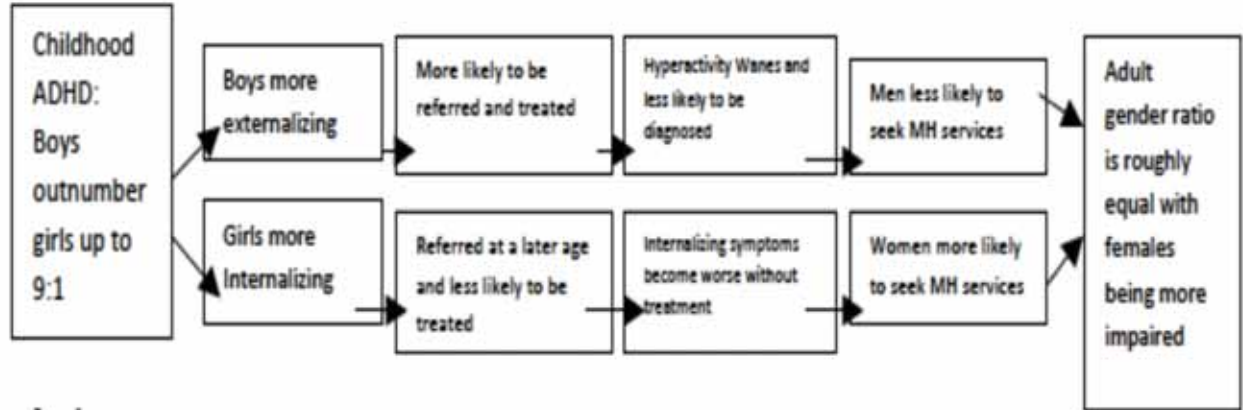 Childhood
ADHD:
Boys
outnumber
girls up to
9:1
Boys more
externalizing
More likely to be
referred and treated
Hyperactivity Wanes and
less likely to be
diagnosed
Men less likely to
seek MH services
Girls more
Internalizing
Referred at a later age
and less likely to be
treated
Internalizing symptoms
become worse without
treatment
Women more likely
to seek MH services
Adult
gender ratio
is roughly
equal with
females
being more
impaired